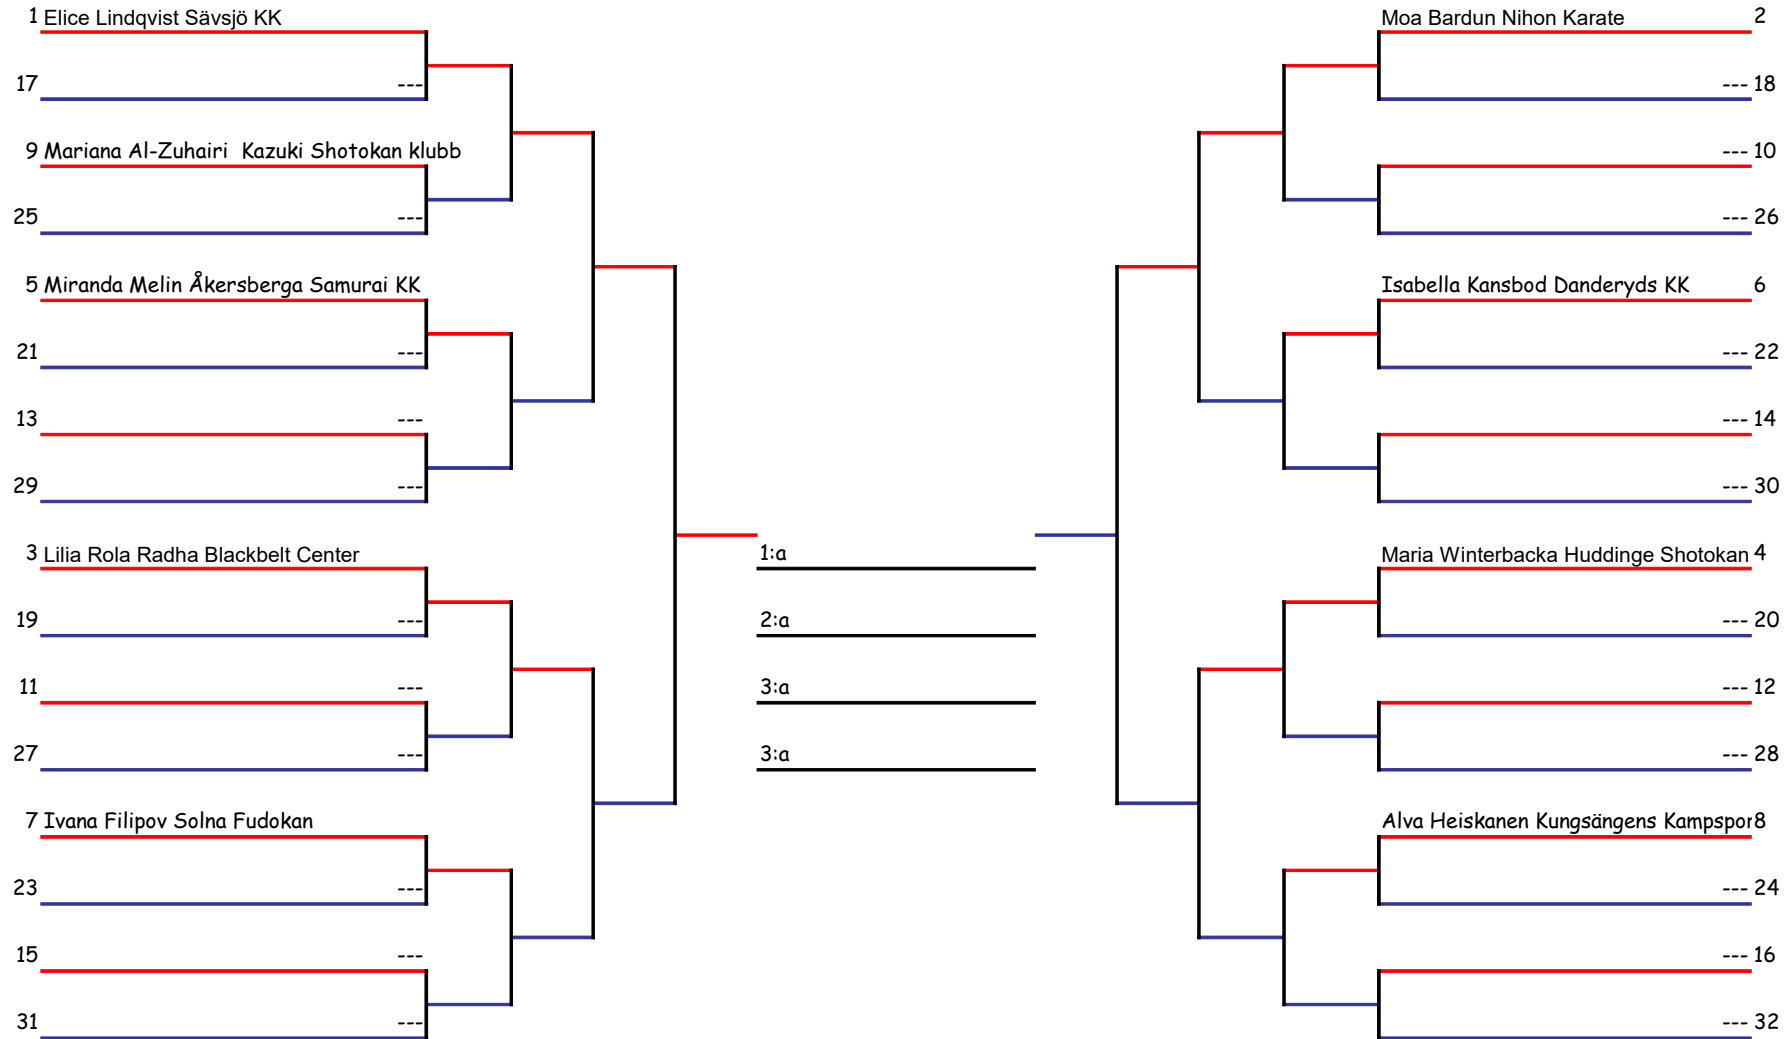 1 Elice Lindqvist Sävsjö KK
17 ---
9 Mariana Al-Zuhairi Kazuki Shotokan klubb
25 ---
5 Miranda Melin Åkersberga Samurai KK
21 ---
13 ---
29 ---
3 Lilia Rola Radha Blackbelt Center
19 ---
11 ---
27 ---
7 Ivana Filipov Solna Fudokan
23 ---
15 ---
31 ---
1:a
2:a
3:a
3:a
Moa Bardun Nihon Karate 2
--- 18
--- 10
--- 26
Isabella Kansbod Danderyds KK 6
--- 22
--- 14
--- 30
Maria Winterbacka Huddinge Shotokan 4
--- 20
--- 12
--- 28
Alva Heiskanen Kungsängens Kampspor 8
--- 24
--- 16
--- 32